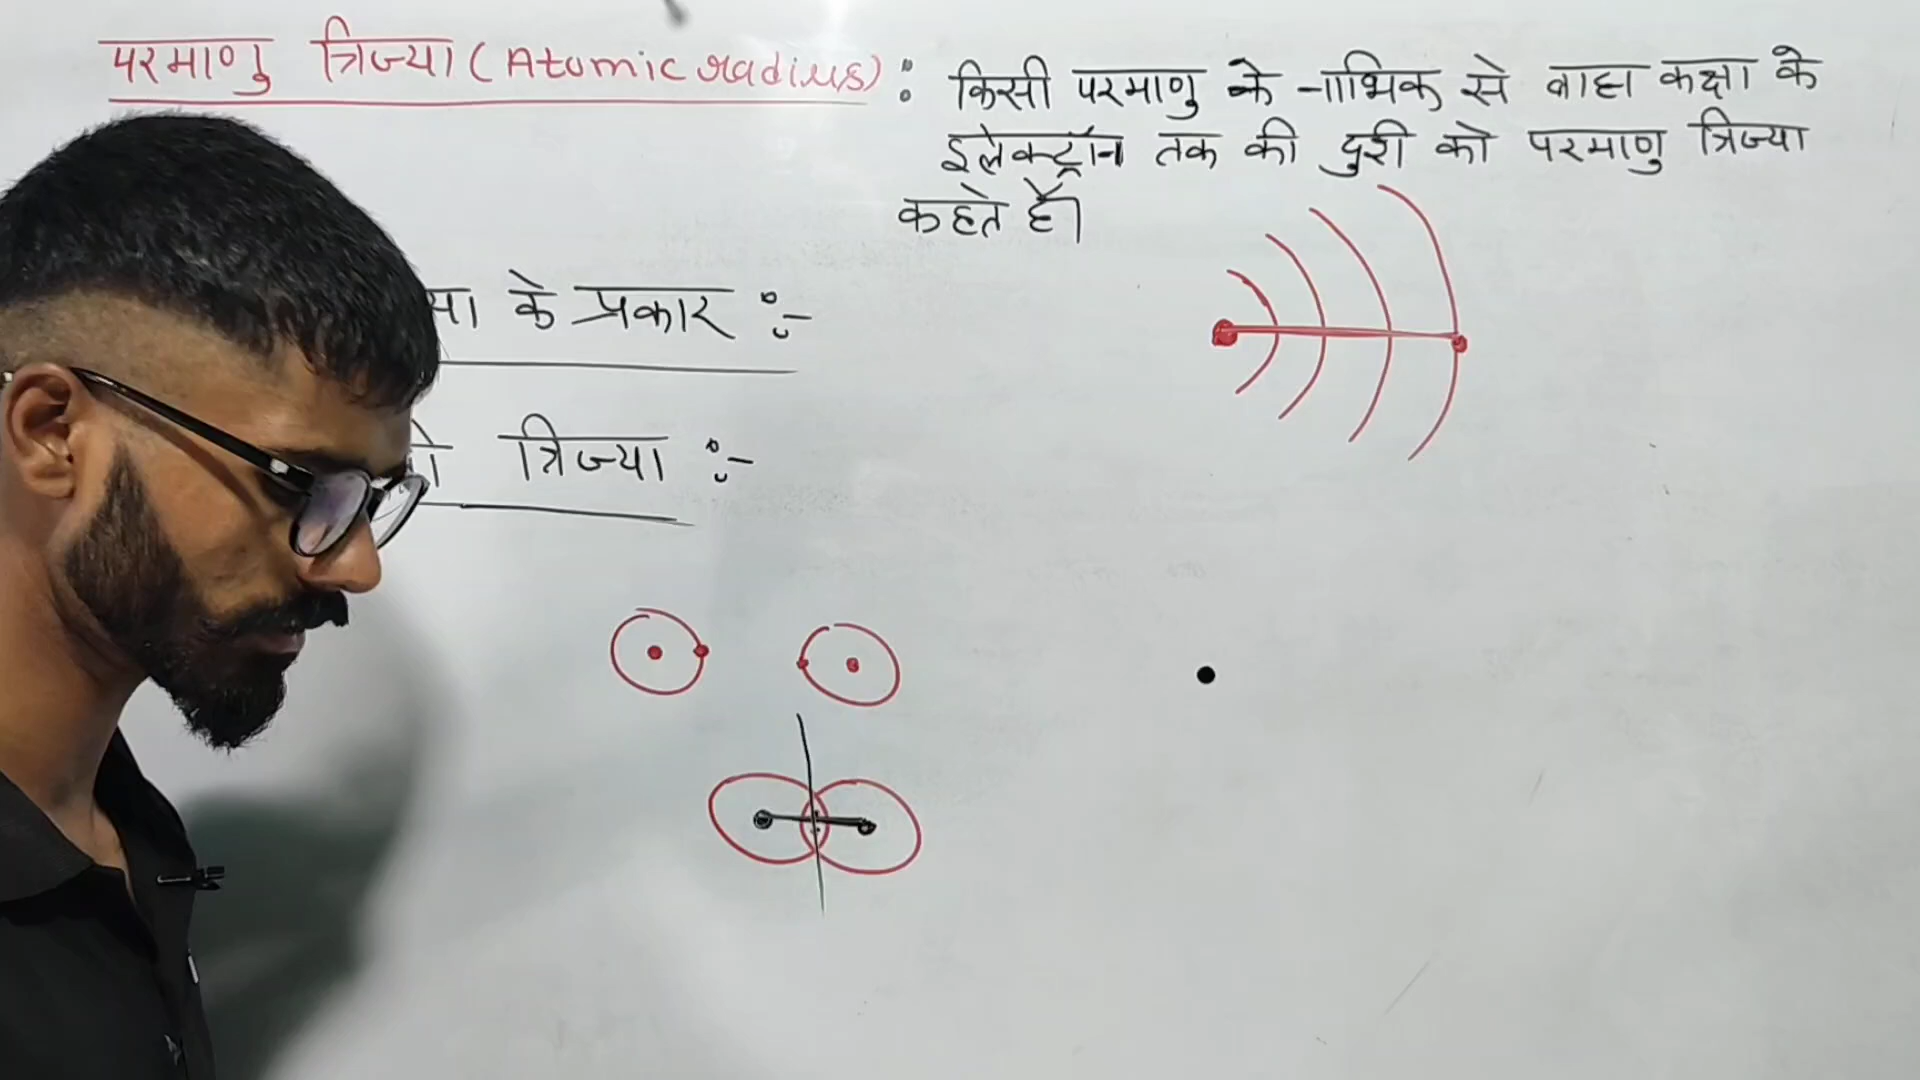 परमाणु त्रिज्या (Atomic radius) :
किसी परमाणु के नाभिक से बाह्य कक्षा के
इलेक्ट्रॉन तक की दुरी को परमाणु त्रिज्या
कहते हैं।
के प्रकार :-
त्रिज्या :-